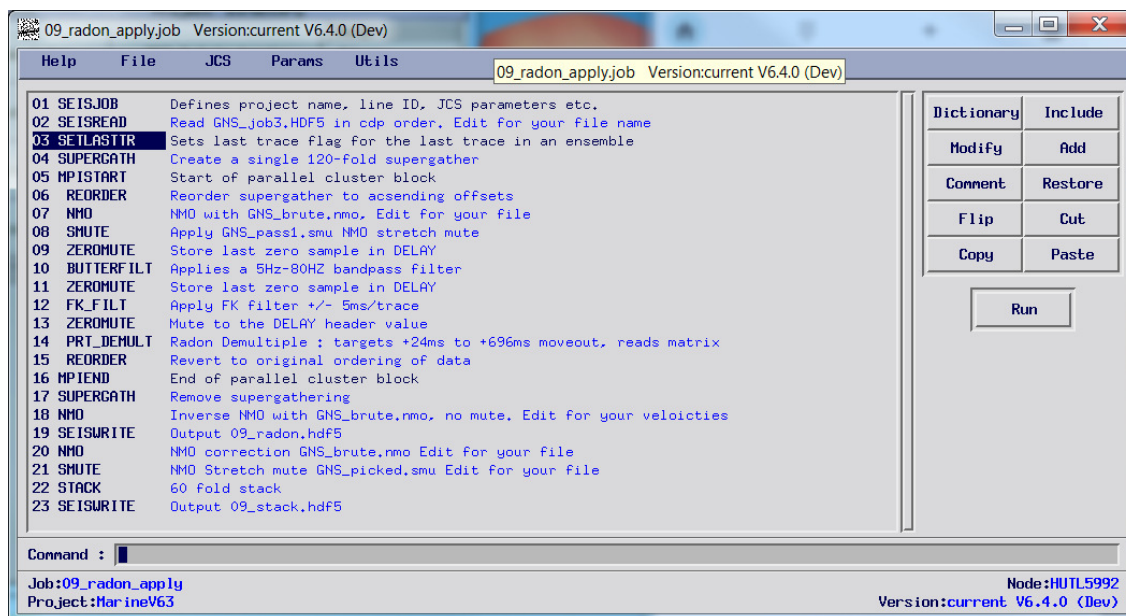 09_radon_apply.job Version:current V6.4.0 (Dev)
Help File JCS Params Utils
09_radon_apply.job Version:current V6.4.0 (Dev)
01 SEISJOB Defines project name, line ID, JCS parameters etc.
02 SEISREAD Read GNS_job3.HDF5 in cdp order. Edit for your file name
03 SETLASTTR Sets last trace flag for the last trace in an ensemble
04 SUPERGATH Create a single 120-fold supergather
05 MPISTART Start of parallel cluster block
06 REORDER Reorder supergather to acsending offsets
07 NMO NMO with GNS_brute.nmo, Edit for your file
08 SMUTE Apply GNS_pass1.smu NMO stretch mute
09 ZEROMUTE Store last zero sample in DELAY
10 BUTTERFILT Applies a 5Hz-80HZ bandpass filter
11 ZEROMUTE Store last zero sample in DELAY
12 FK_FILT Apply FK filter +/- 5ms/trace
13 ZEROMUTE Mute to the DELAY header value
14 PRT_DEMULT Radon Demultiple : targets +24ms to +696ms moveout, reads matrix
15 REORDER Revert to original ordering of data
16 MPIEND End of parallel cluster block
17 SUPERGATH Remove supergathering
18 NMO Inverse NMO with GNS_brute.nmo, no mute. Edit for your veloicties
19 SEISWRITE Output 09_radon.hdf5
20 NMO NMO correction GNS_brute.nmo Edit for your file
21 SMUTE NMO Stretch mute GNS_picked.smu Edit for your file
22 STACK 60 fold stack
23 SEISWRITE Output 09_stack.hdf5
Dictionary Include
Modify Add
Comment Restore
Flip Cut
Copy Paste
Run
Command :
Job:09_radon_apply Node:HUTL5992
Project:MarineV63 Version:current V6.4.0 (Dev)